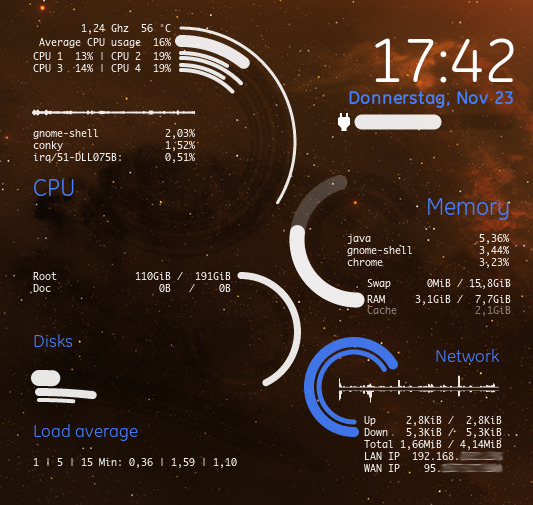 1,24 Ghz 56 °C
Average CPU usage 16%
CPU 1 13% | CPU 2 19%
CPU 3 14% | CPU 4 19%
gnome-shell 2,03%
conky 1,52%
irq/51-DLL075B: 0,51%
CPU
17:42
Donnerstag, Nov 23
Memory
java 5,36%
gnome-shell 3,44%
chrome 3,23%
Swap 0MiB / 15,8GiB
RAM 3,1GiB / 7,7GiB
Cache 2,1GiB
Root 110GiB / 191GiB
Doc 0B / 0B
Disks
Load average
1 | 5 | 15 Min: 0,36 | 1,59 | 1,10
Network
Up 2,8KiB / 2,8KiB
Down 5,3KiB / 5,3KiB
Total 1,66MiB / 4,14MiB
LAN IP 192.168.
WAN IP 95.